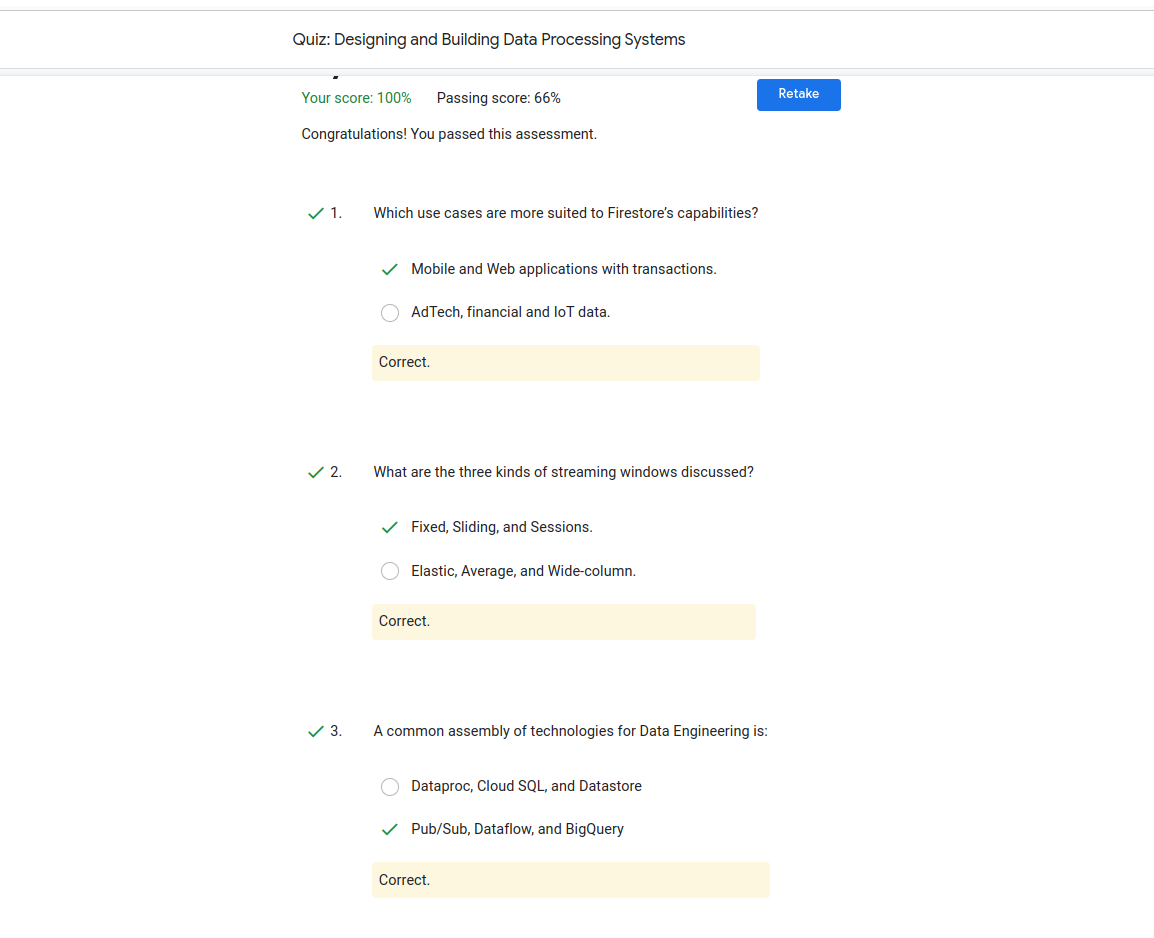 Quiz: Designing and Building Data Processing Systems
Your score: 100% Passing score: 66%
Retake
Congratulations! You passed this assessment.
1. Which use cases are more suited to Firestore’s capabilities?
Mobile and Web applications with transactions.
AdTech, financial and IoT data.
Correct.
2. What are the three kinds of streaming windows discussed?
Fixed, Sliding, and Sessions.
Elastic, Average, and Wide-column.
Correct.
3. A common assembly of technologies for Data Engineering is:
Dataproc, Cloud SQL, and Datastore
Pub/Sub, Dataflow, and BigQuery
Correct.